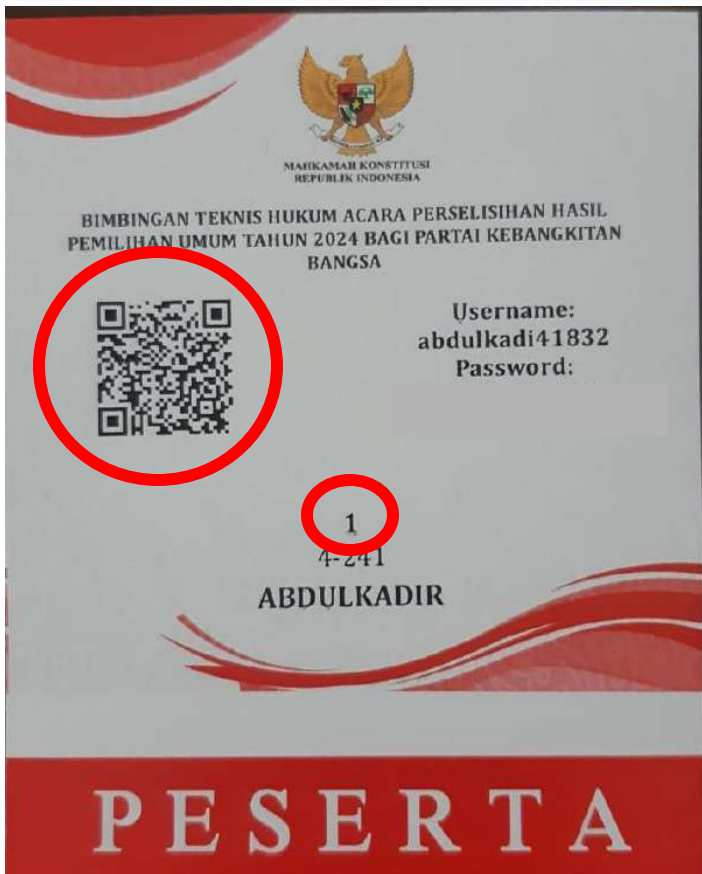 MAHKAMAH KONSTITUSI
REPUBLIK INDONESIA
BIMBINGAN TEKNIS HUKUM ACARA PERSELISIHAN HASIL
PEMILIHAN UMUM TAHUN 2024 BAGI PARTAI KEBANGKITAN
BANGSA
Username:
abdulkadi41832
Password:
1
4-241
ABDULKADIR
PESERTA